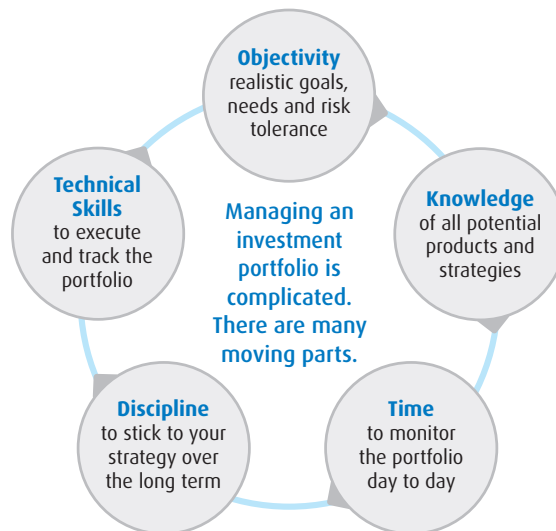 Objectivity
realistic goals,
needs and risk
tolerance
Technical
Skills
to execute
and track the
portfolio
Managing an
investment
portfolio is
complicated.
There are many
moving parts.
Knowledge
of all potential
products and
strategies
Discipline
to stick to your
strategy over
the long term
Time
to monitor
the portfolio
day to day